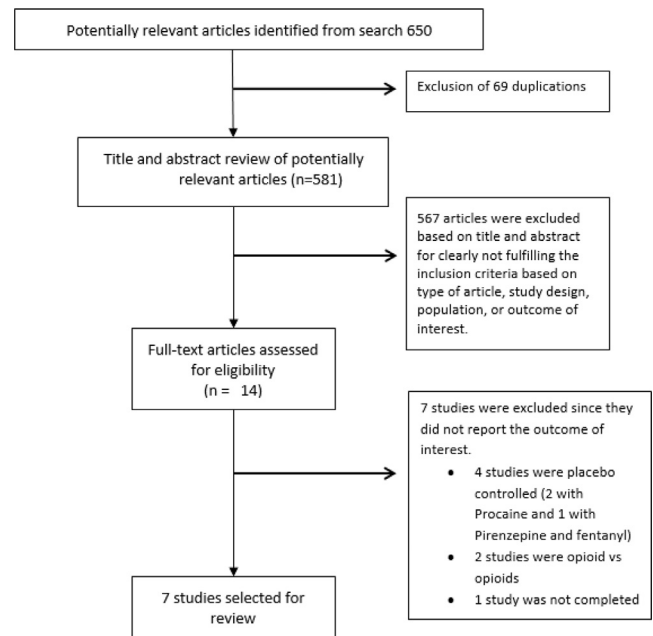 Potentially relevant articles identified from search 650
Exclusion of 69 duplications
Title and abstract review of potentially
relevant articles (n=581)
567 articles were excluded
based on title and abstract
for clearly not fulfilling the
inclusion criteria based on
type of article, study design,
population, or outcome of
interest.
Full-text articles assessed
for eligibility
(n = 14)
7 studies were excluded since they
did not report the outcome of
interest.
• 4 studies were placebo
controlled (2 with
Procaine and 1 with
Pirenzepine and fentanyl)
• 2 studies were opioid vs
opioids
• 1 study was not completed
7 studies selected for
review